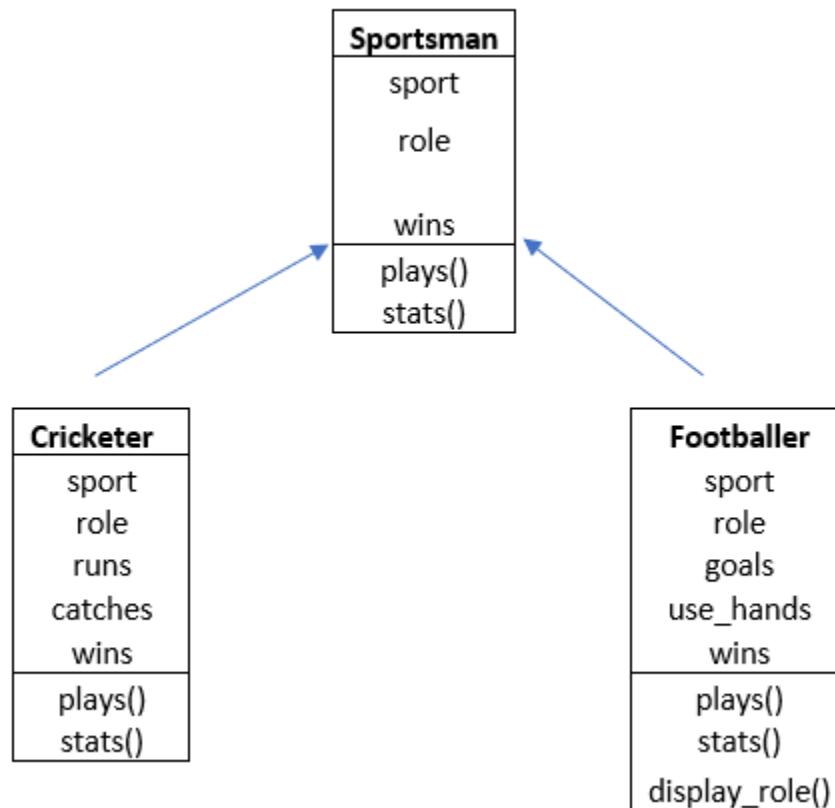 Sportsman
sport
role
wins
plays()
stats()
Cricketer
sport
role
runs
catches
wins
plays()
stats()
Footballer
sport
role
goals
use_hands
wins
plays()
stats()
display_role()